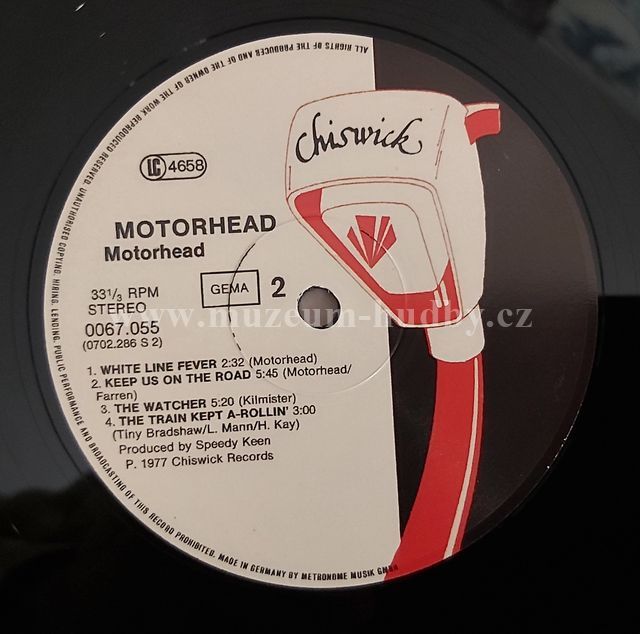 ALL RIGHTS OF THE PRODUCER AND OF THE OWNER OF THE WORK REPRODUCED RESERVED. UNAUTHORISED COPYING, HIRING, LENDING, PUBLIC PERFORMANCE AND BROADCASTING OF THIS RECORD PROHIBITED. MADE IN GERMANY BY METRONOME MUSIK GMBH
Chiswick
LC 4658
MOTORHEAD
Motorhead
33 1/3 RPM
STEREO
GEMA 2
0067.055
(0702.286 S 2)
www.muzeum-hudby.cz
1. WHITE LINE FEVER 2:32 (Motorhead)
2. KEEP US ON THE ROAD 5:45 (Motorhead/
Farren)
3. THE WATCHER 5:20 (Kilmister)
4. THE TRAIN KEPT A-ROLLIN' 3:00
(Tiny Bradshaw/L. Mann/H. Kay)
Produced by Speedy Keen
P. 1977 Chiswick Records